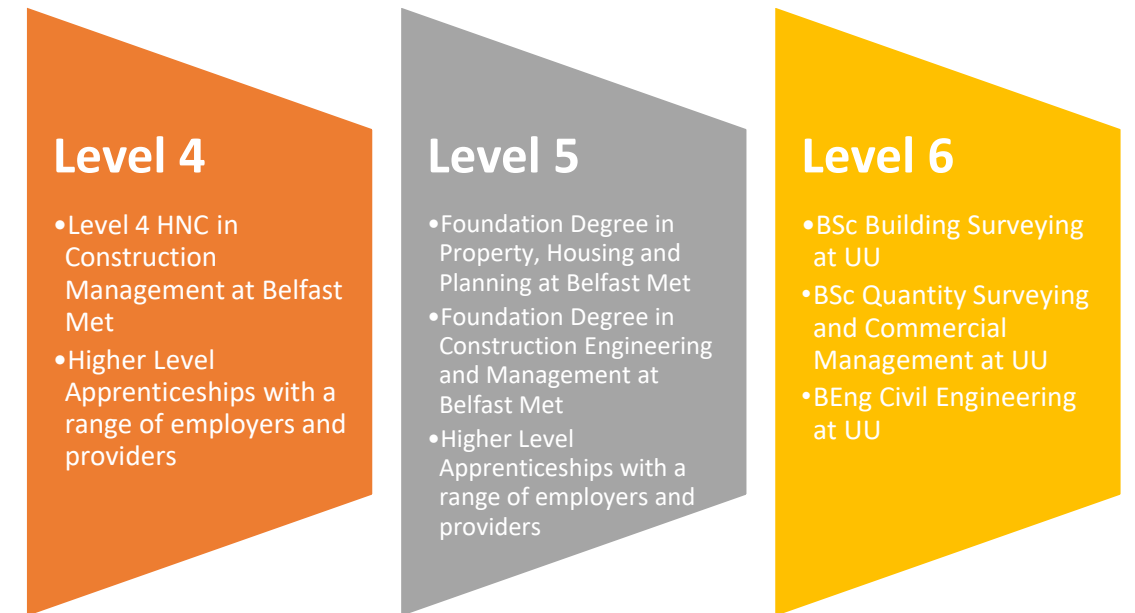 Level 4
•Level 4 HNC in
Construction
Management at Belfast
Met
•Higher Level
Apprenticeships with a
range of employers and
providers
Level 5
•Foundation Degree in
Property, Housing and
Planning at Belfast Met
•Foundation Degree in
Construction Engineering
and Management at
Belfast Met
•Higher Level
Apprenticeships with a
range of employers and
providers
Level 6
•BSc Building Surveying
at UU
•BSc Quantity Surveying
and Commercial
Management at UU
•BEng Civil Engineering
at UU